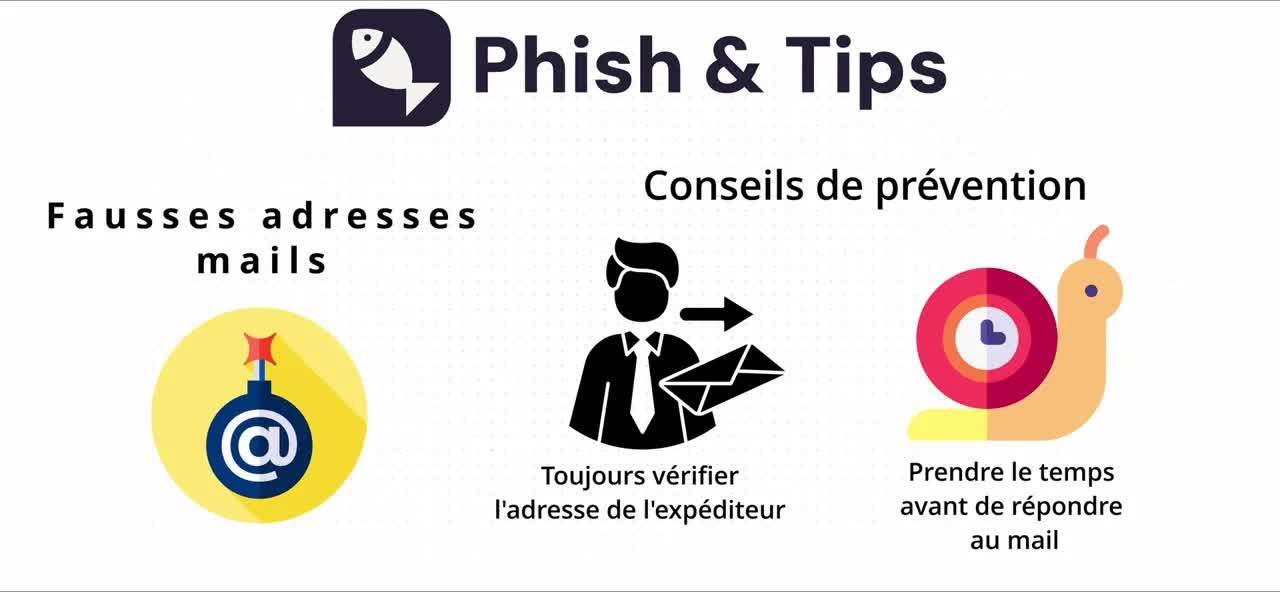 Phish & Tips
Fausses adresses
mails
Conseils de prévention
@
Toujours vérifier
l'adresse de l'expéditeur
Prendre le temps
avant de répondre
au mail